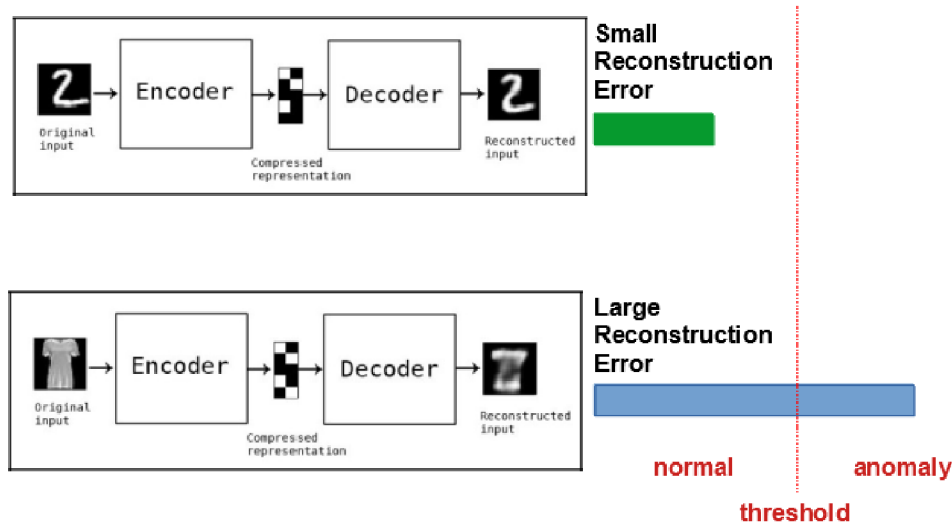 Small
Reconstruction
Error
Encoder
Decoder
Original
input
Reconstructed
input
Compressed
representation
Large
Reconstruction
Error
Encoder
Decoder
Original
input
Reconstructed
input
Compressed
representation
normal
anomaly
threshold